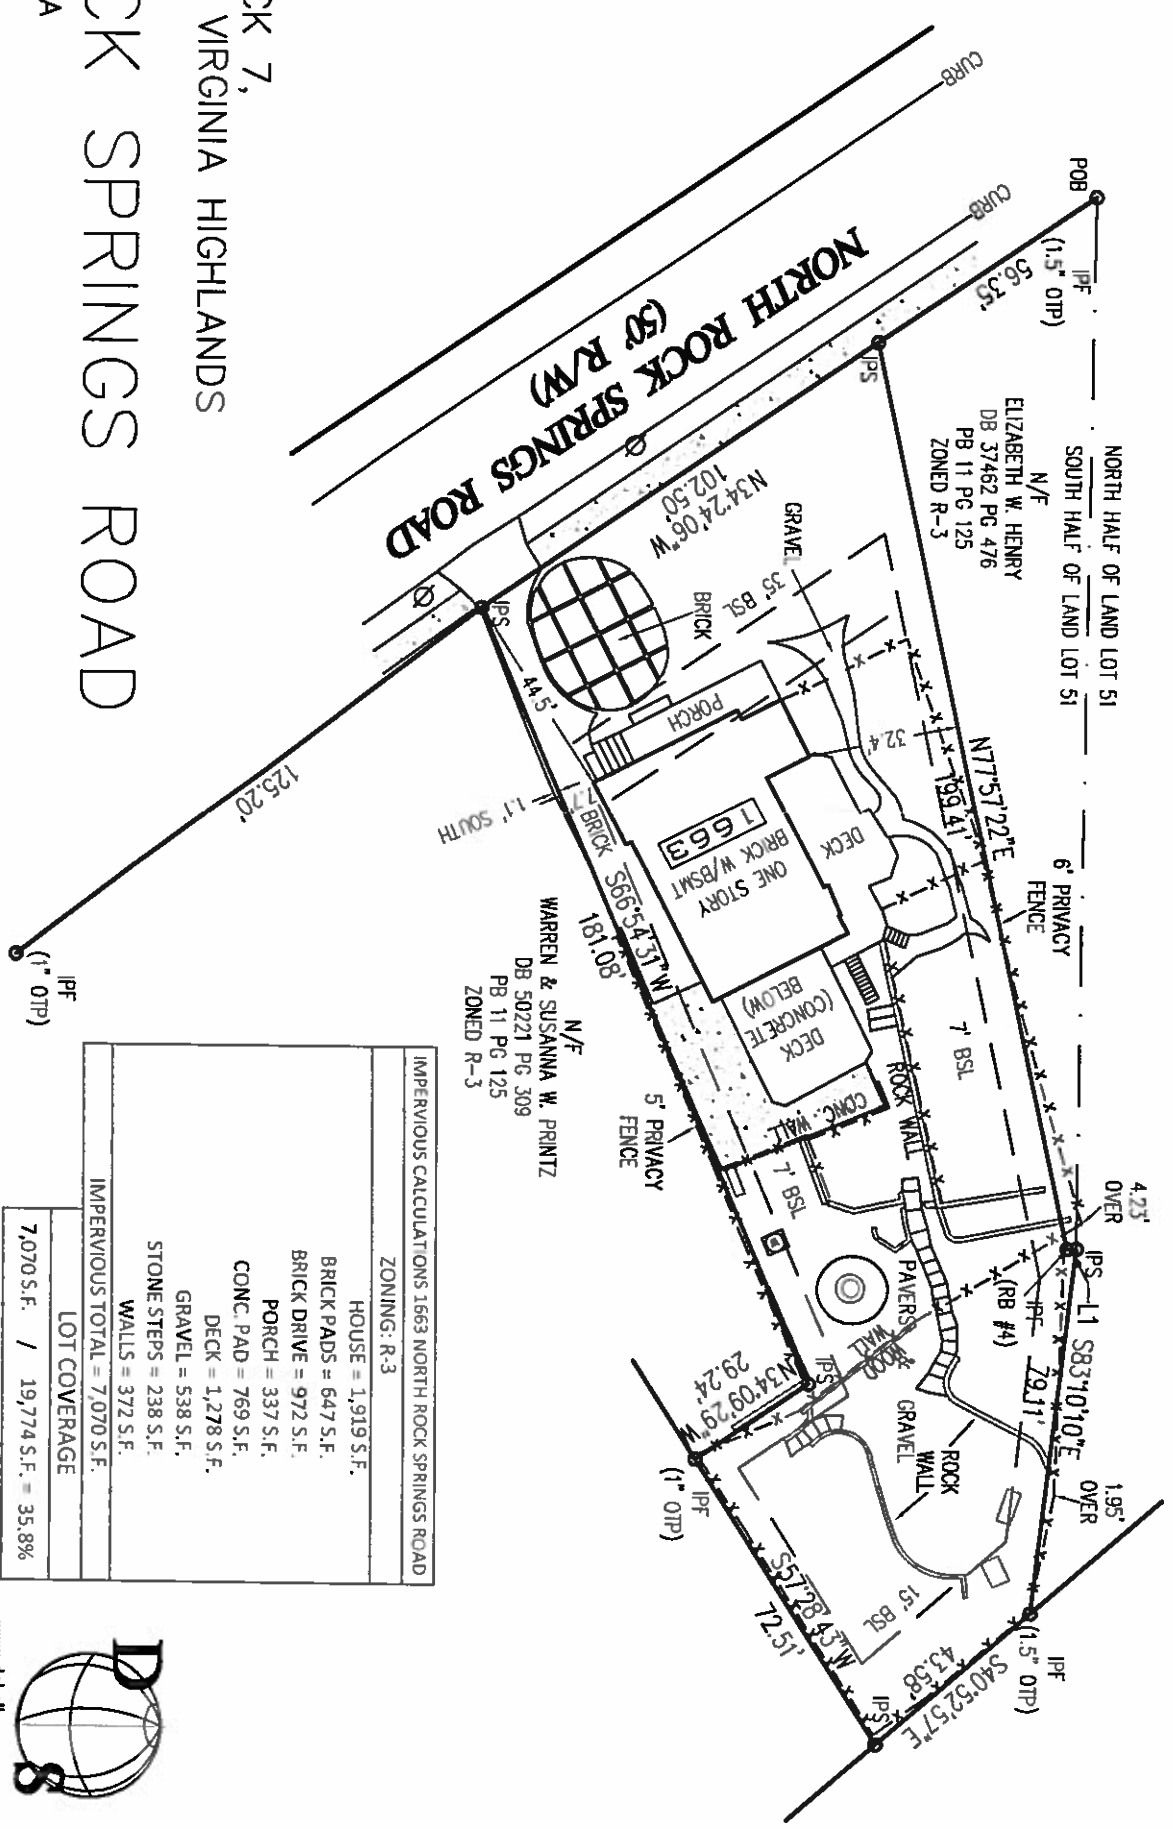 CK 7,
VIRGINIA HIGHLANDS
CK SPRINGS ROAD
A
CURB
CURB
NORTH ROCK SPRINGS ROAD
(50' R/W)
POB
IPF
(1.5" OTP)
56.35'
IPS
NORTH HALF OF LAND LOT 51
SOUTH HALF OF LAND LOT 51
N/F
ELIZABETH W. HENRY
DB 37462 PG 476
PB 11 PG 125
ZONED R-3
N34°24'06"W
102.50'
GRAVEL
35' BSL
BRICK
IPS
44.5'
PORCH
32.4'
N77°57'22"E
199.41'
6' PRIVACY
FENCE
DECK
1663
ONE STORY
BRICK W/BSMT
7.7'
BRICK
1.1' SOUTH
S66°54'31"W
181.08'
125.20'
IPF
(1" OTP)
N/F
WARREN & SUSANNA W. PRINTZ
DB 50221 PG 309
PB 11 PG 125
ZONED R-3
DECK
(CONCRETE
BELOW)
7' BSL
ROCK WALL
CONC. WALL
5' PRIVACY
FENCE
7' BSL
4.23'
OVER
IPS
L1
IPF
(RB #4)
S83°10'10"E
79.11'
1.95'
OVER
PAVERS
WOOD
WALL
IPS
N34°09'29"W
29.24'
GRAVEL
ROCK
WALL
IPF
(1" OTP)
S57°28'43"W
72.51'
15' BSL
IPF
(1.5" OTP)
S40°52'57"E
43.58'
IPS
IMPERVIOUS CALCULATIONS 1663 NORTH ROCK SPRINGS ROAD
ZONING: R-3
HOUSE = 1,919 S.F.
BRICK PADS = 647 S.F.
BRICK DRIVE = 972 S.F.
PORCH = 337 S.F.
CONC. PAD = 769 S.F.
DECK = 1,278 S.F.
GRAVEL = 538 S.F.
STONE STEPS = 238 S.F.
WALLS = 372 S.F.
IMPERVIOUS TOTAL = 7,070 S.F.
LOT COVERAGE
7,070 S.F. / 19,774 S.F. = 35.8%
D
S